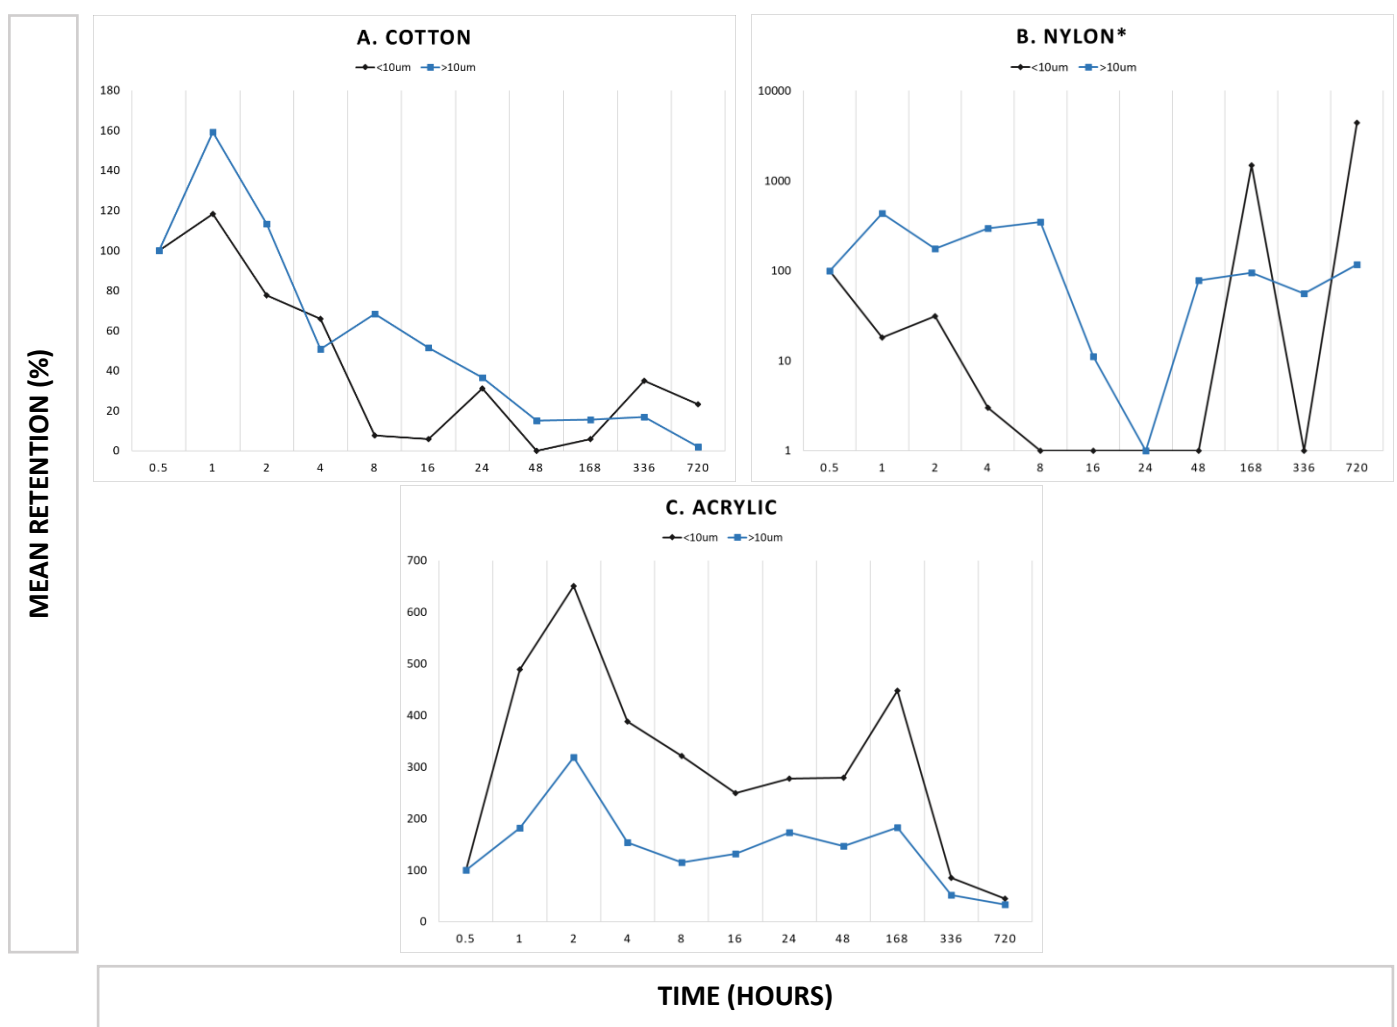 A. COTTON
<10um >10um
180
160
140
120
100
80
60
40
20
0
0.5 1 2 4 8 16 24 48 168 336 720
B. NYLON*
<10um >10um
10000
1000
100
10
1
0.5 1 2 4 8 16 24 48 168 336 720
MEAN RETENTION (%)
C. ACRYLIC
<10um >10um
700
600
500
400
300
200
100
0
0.5 1 2 4 8 16 24 48 168 336 720
TIME (HOURS)